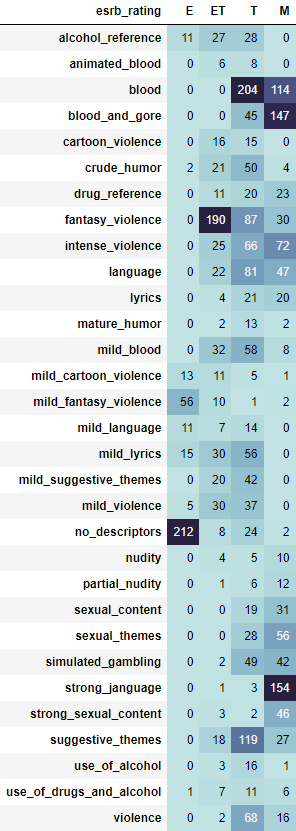 esrb_rating E ET T M
alcohol_reference 11 27 28 0
animated_blood 0 6 8 0
blood 0 0 204 114
blood_and_gore 0 0 45 147
cartoon_violence 0 16 15 0
crude_humor 2 21 50 4
drug_reference 0 11 20 23
fantasy_violence 0 190 87 30
intense_violence 0 25 66 72
language 0 22 81 47
lyrics 0 4 21 20
mature_humor 0 2 13 2
mild_blood 0 32 58 8
mild_cartoon_violence 13 11 5 1
mild_fantasy_violence 56 10 1 2
mild_language 11 7 14 0
mild_lyrics 15 30 56 0
mild_suggestive_themes 0 20 42 0
mild_violence 5 30 37 0
no_descriptors 212 8 24 2
nudity 0 4 5 10
partial_nudity 0 1 6 12
sexual_content 0 0 19 31
sexual_themes 0 0 28 56
simulated_gambling 0 2 49 42
strong_janguage 0 1 3 154
strong_sexual_content 0 3 2 46
suggestive_themes 0 18 119 27
use_of_alcohol 0 3 16 1
use_of_drugs_and_alcohol 1 7 11 6
violence 0 2 68 16